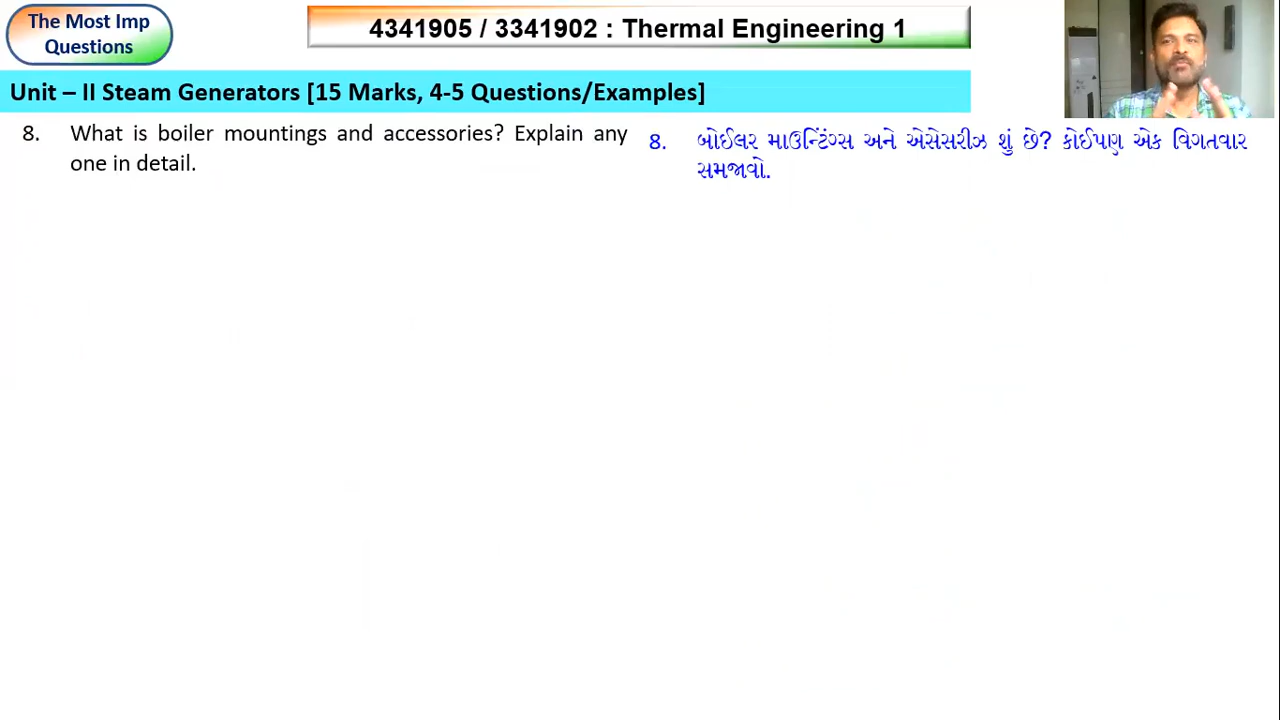 The Most Imp
Questions
4341905 / 3341902 : Thermal Engineering 1
Unit – II Steam Generators [15 Marks, 4-5 Questions/Examples]
8. What is boiler mountings and accessories? Explain any
one in detail.
8. બોઈલર માઉન્ટિંગ્સ અને એસેસરીઝ શું છે? કોઈપણ એક વિગતવાર
સમજાવો.